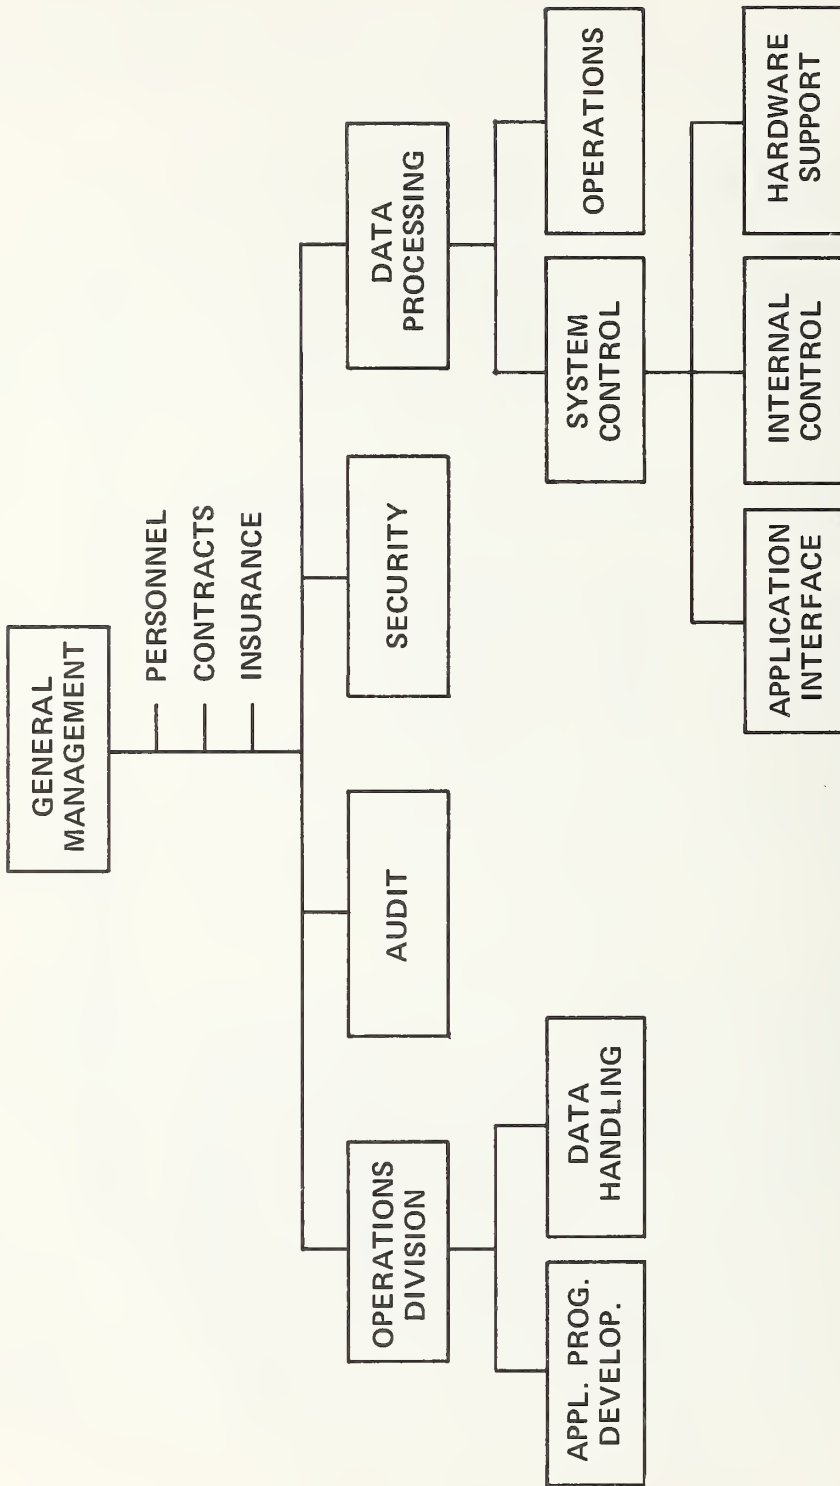 GENERAL
MANAGEMENT
PERSONNEL
CONTRACTS
INSURANCE
OPERATIONS
DIVISION
AUDIT
SECURITY
DATA
PROCESSING
APPL. PROG.
DEVELOP.
DATA
HANDLING
SYSTEM
CONTROL
OPERATIONS
APPLICATION
INTERFACE
INTERNAL
CONTROL
HARDWARE
SUPPORT